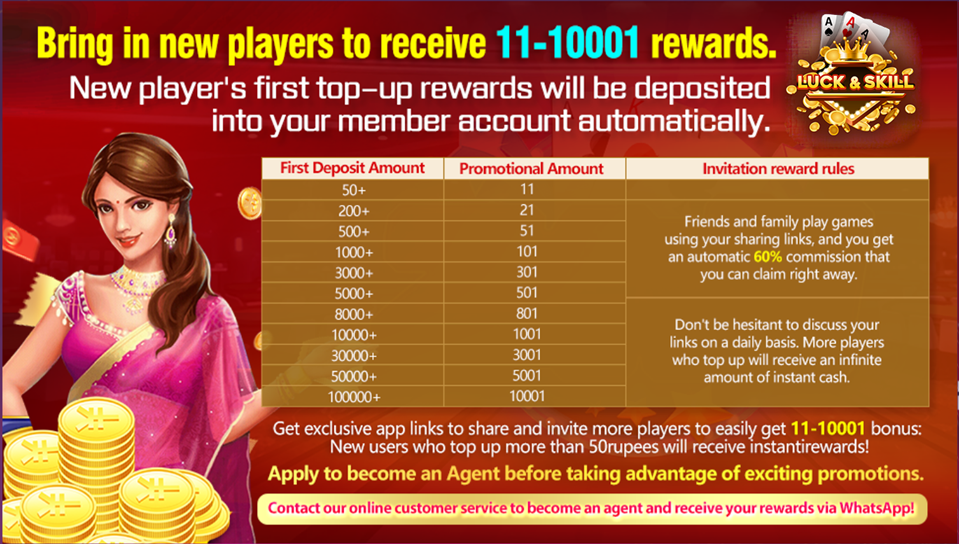 Bring in new players to receive 11-10001 rewards.
New player's first top-up rewards will be deposited
into your member account automatically.
A A A
LUCK & SKILL
First Deposit Amount Promotional Amount Invitation reward rules
50+ 11
200+ 21
500+ 51
1000+ 101
3000+ 301
5000+ 501
8000+ 801
10000+ 1001
30000+ 3001
50000+ 5001
100000+ 10001
Friends and family play games
using your sharing links, and you get
an automatic 60% commission that
you can claim right away.
Don't be hesitant to discuss your
links on a daily basis. More players
who top up will receive an infinite
amount of instant cash.
Get exclusive app links to share and invite more players to easily get 11-10001 bonus:
New users who top up more than 50rupees will receive instantirewards!
Apply to become an Agent before taking advantage of exciting promotions.
Contact our online customer service to become an agent and receive your rewards via WhatsApp!